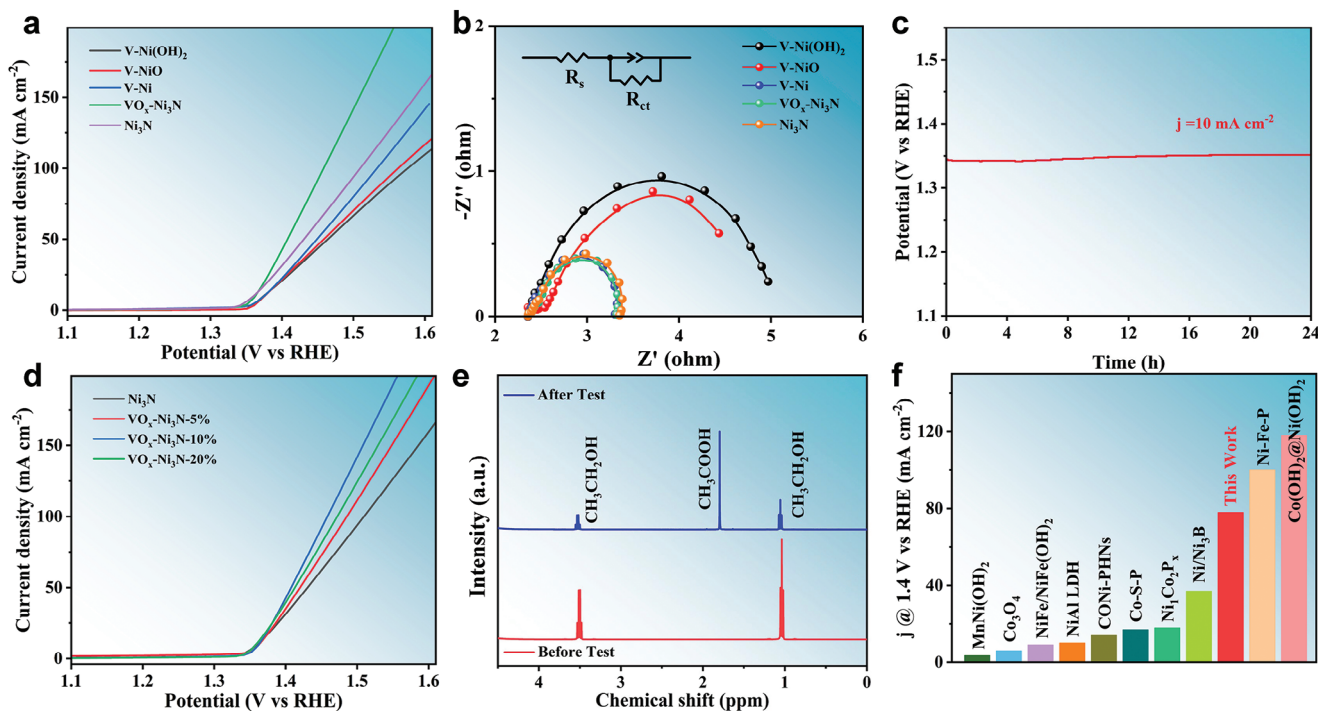 a
200
150
100
50
0
Current density (mA cm⁻²)
V-Ni(OH)₂
V-NiO
V-Ni
VOₓ-Ni₃N
Ni₃N
1.1 1.2 1.3 1.4 1.5 1.6
Potential (V vs RHE)
b
2
1
0
-Z'' (ohm)
Rs
Rct
V-Ni(OH)₂
V-NiO
V-Ni
VOₓ-Ni₃N
Ni₃N
2 3 4 5 6
Z' (ohm)
c
1.5
1.4
1.3
1.2
1.1
Potential (V vs RHE)
j =10 mA cm⁻²
0 4 8 12 16 20 24
Time (h)
d
150
100
50
0
Current density (mA cm⁻²)
Ni₃N
VOₓ-Ni₃N-5%
VOₓ-Ni₃N-10%
VOₓ-Ni₃N-20%
1.1 1.2 1.3 1.4 1.5 1.6
Potential (V vs RHE)
e
Intensity (a.u.)
After Test
CH₃CH₂OH
CH₃COOH
CH₃CH₂OH
Before Test
4 3 2 1 0
Chemical shift (ppm)
f
120
80
40
0
j @ 1.4 V vs RHE (mA cm⁻²)
MnNi(OH)₂
Co₃O₄
NiFe/NiFe(OH)₂
NiAl LDH
CONi-PHNs
Co-S-P
Ni₁Co₂Pₓ
Ni/Ni₃B
This Work
Ni-Fe-P
Co(OH)₂@Ni(OH)₂